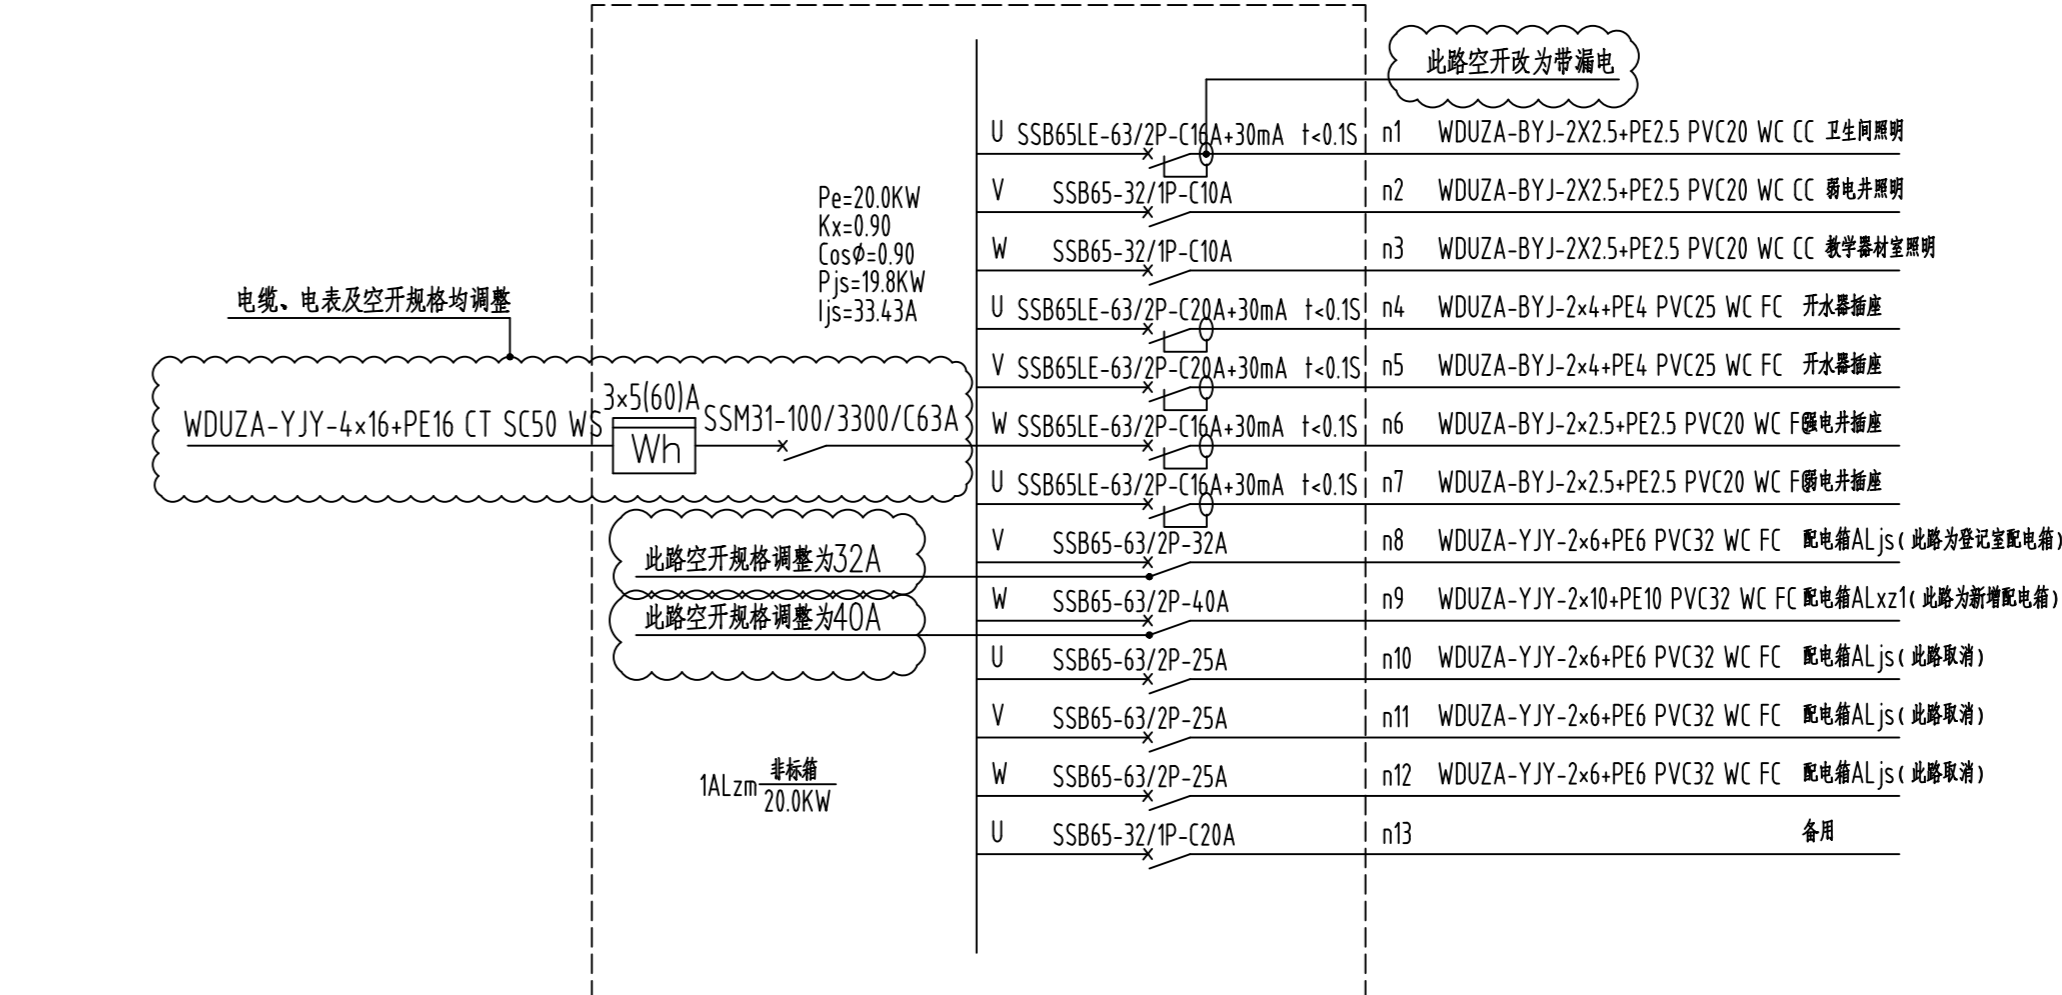 此路空开改为带漏电
U SSB65LE-63/2P-C16A+30mA t<0.1S n1 WDUZA-BYJ-2X2.5+PE2.5 PVC20 WC CC 卫生间照明
V SSB65-32/1P-C10A n2 WDUZA-BYJ-2X2.5+PE2.5 PVC20 WC CC 弱电井照明
W SSB65-32/1P-C10A n3 WDUZA-BYJ-2X2.5+PE2.5 PVC20 WC CC 教学器材室照明
U SSB65LE-63/2P-C20A+30mA t<0.1S n4 WDUZA-BYJ-2×4+PE4 PVC25 WC FC 开水器插座
V SSB65LE-63/2P-C20A+30mA t<0.1S n5 WDUZA-BYJ-2×4+PE4 PVC25 WC FC 开水器插座
W SSB65LE-63/2P-C16A+30mA t<0.1S n6 WDUZA-BYJ-2×2.5+PE2.5 PVC20 WC FC 强电井插座
U SSB65LE-63/2P-C16A+30mA t<0.1S n7 WDUZA-BYJ-2×2.5+PE2.5 PVC20 WC FC 弱电井插座
V SSB65-63/2P-32A n8 WDUZA-YJY-2×6+PE6 PVC32 WC FC 配电箱ALjs(此路为登记室配电箱)
W SSB65-63/2P-40A n9 WDUZA-YJY-2×10+PE10 PVC32 WC FC 配电箱ALxz1(此路为新增配电箱)
U SSB65-63/2P-25A n10 WDUZA-YJY-2×6+PE6 PVC32 WC FC 配电箱ALjs(此路取消)
V SSB65-63/2P-25A n11 WDUZA-YJY-2×6+PE6 PVC32 WC FC 配电箱ALjs(此路取消)
W SSB65-63/2P-25A n12 WDUZA-YJY-2×6+PE6 PVC32 WC FC 配电箱ALjs(此路取消)
U SSB65-32/1P-C20A n13 备用
Pe=20.0KW
Kx=0.90
CosΦ=0.90
Pjs=19.8KW
Ijs=33.43A
电缆、电表及空开规格均调整
WDUZA-YJY-4×16+PE16 CT SC50 WS
3×5(60)A
Wh
SSM31-100/3300/C63A
此路空开规格调整为32A
此路空开规格调整为40A
1ALzm
非标箱
20.0KW